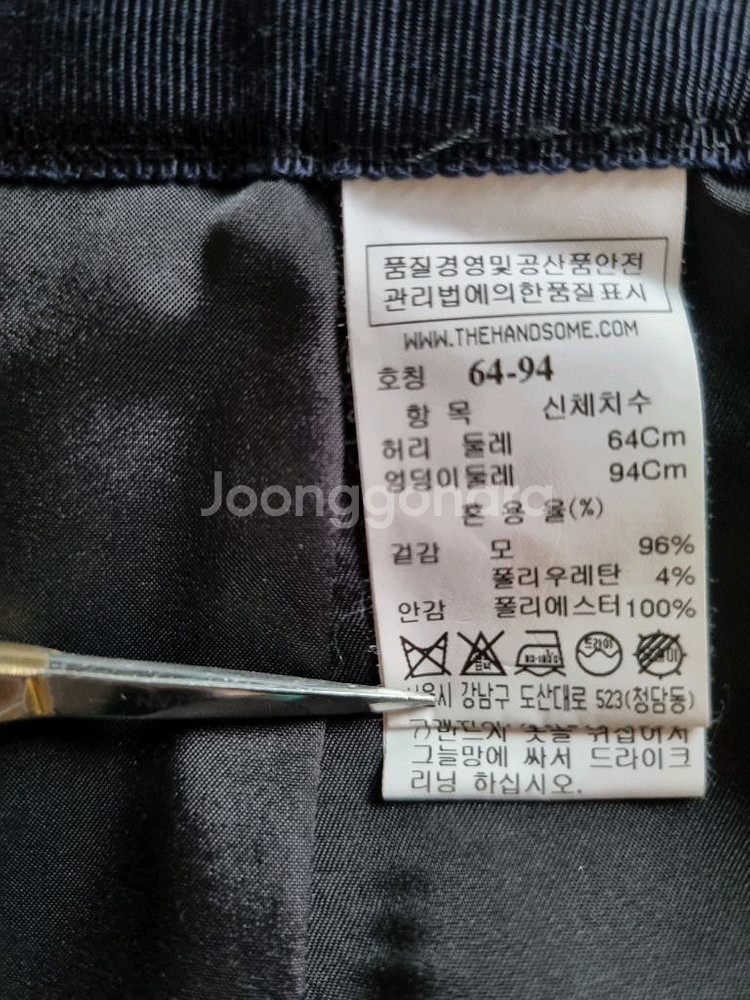 품질경영및공산품안전
관리법에의한품질표시
WWW.THEHANDSOME.COM
호칭 64-94
항 목 신체치수
허리 둘레 64Cm
엉덩이둘레 94Cm
Joonggonara
혼 용 율(%)
겉감 모 96%
폴리우레탄 4%
안감 폴리에스터100%
드라이
강남구 도산대로 523(청담동)
그늘망에 싸서 드라이크
리닝 하십시오.